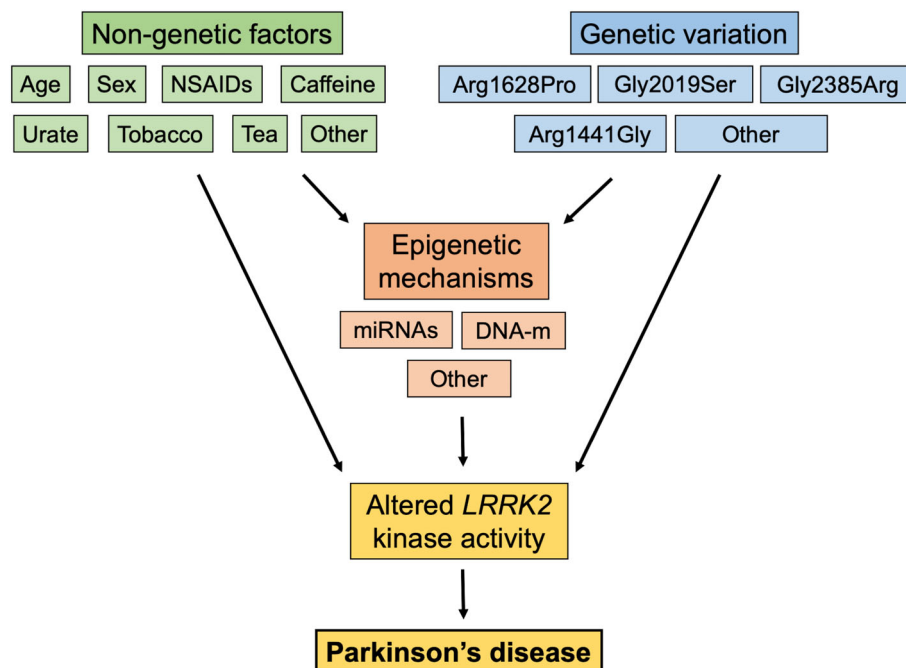 Non-genetic factors
Genetic variation
Age
Sex
NSAIDs
Caffeine
Urate
Tobacco
Tea
Other
Arg1628Pro
Gly2019Ser
Gly2385Arg
Arg1441Gly
Other
Epigenetic
mechanisms
miRNAs
DNA-m
Other
Altered LRRK2
kinase activity
Parkinson's disease